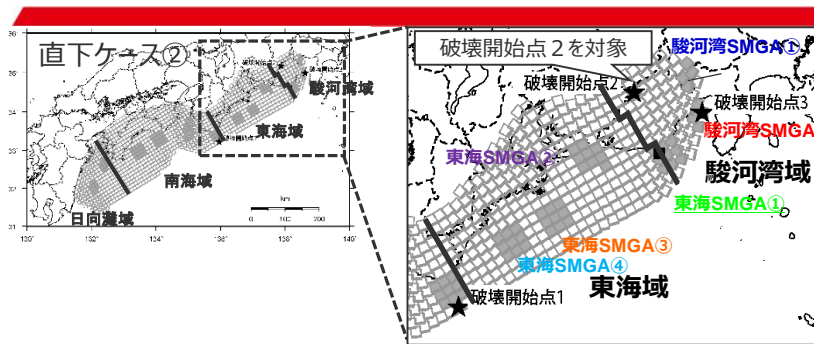 直下ケース②
破壊開始点２を対象
駿河湾SMGA①
破壊開始点2
破壊開始点3
駿河湾SMGA
駿河湾域
東海SMGA２
東海SMGA①
東海SMGA③
東海SMGA④
東海域
破壊開始点1
駿河湾域
東海域
南海域
日向灘域
km
0 100 200
35˚
33˚
132˚ 134˚ 136˚